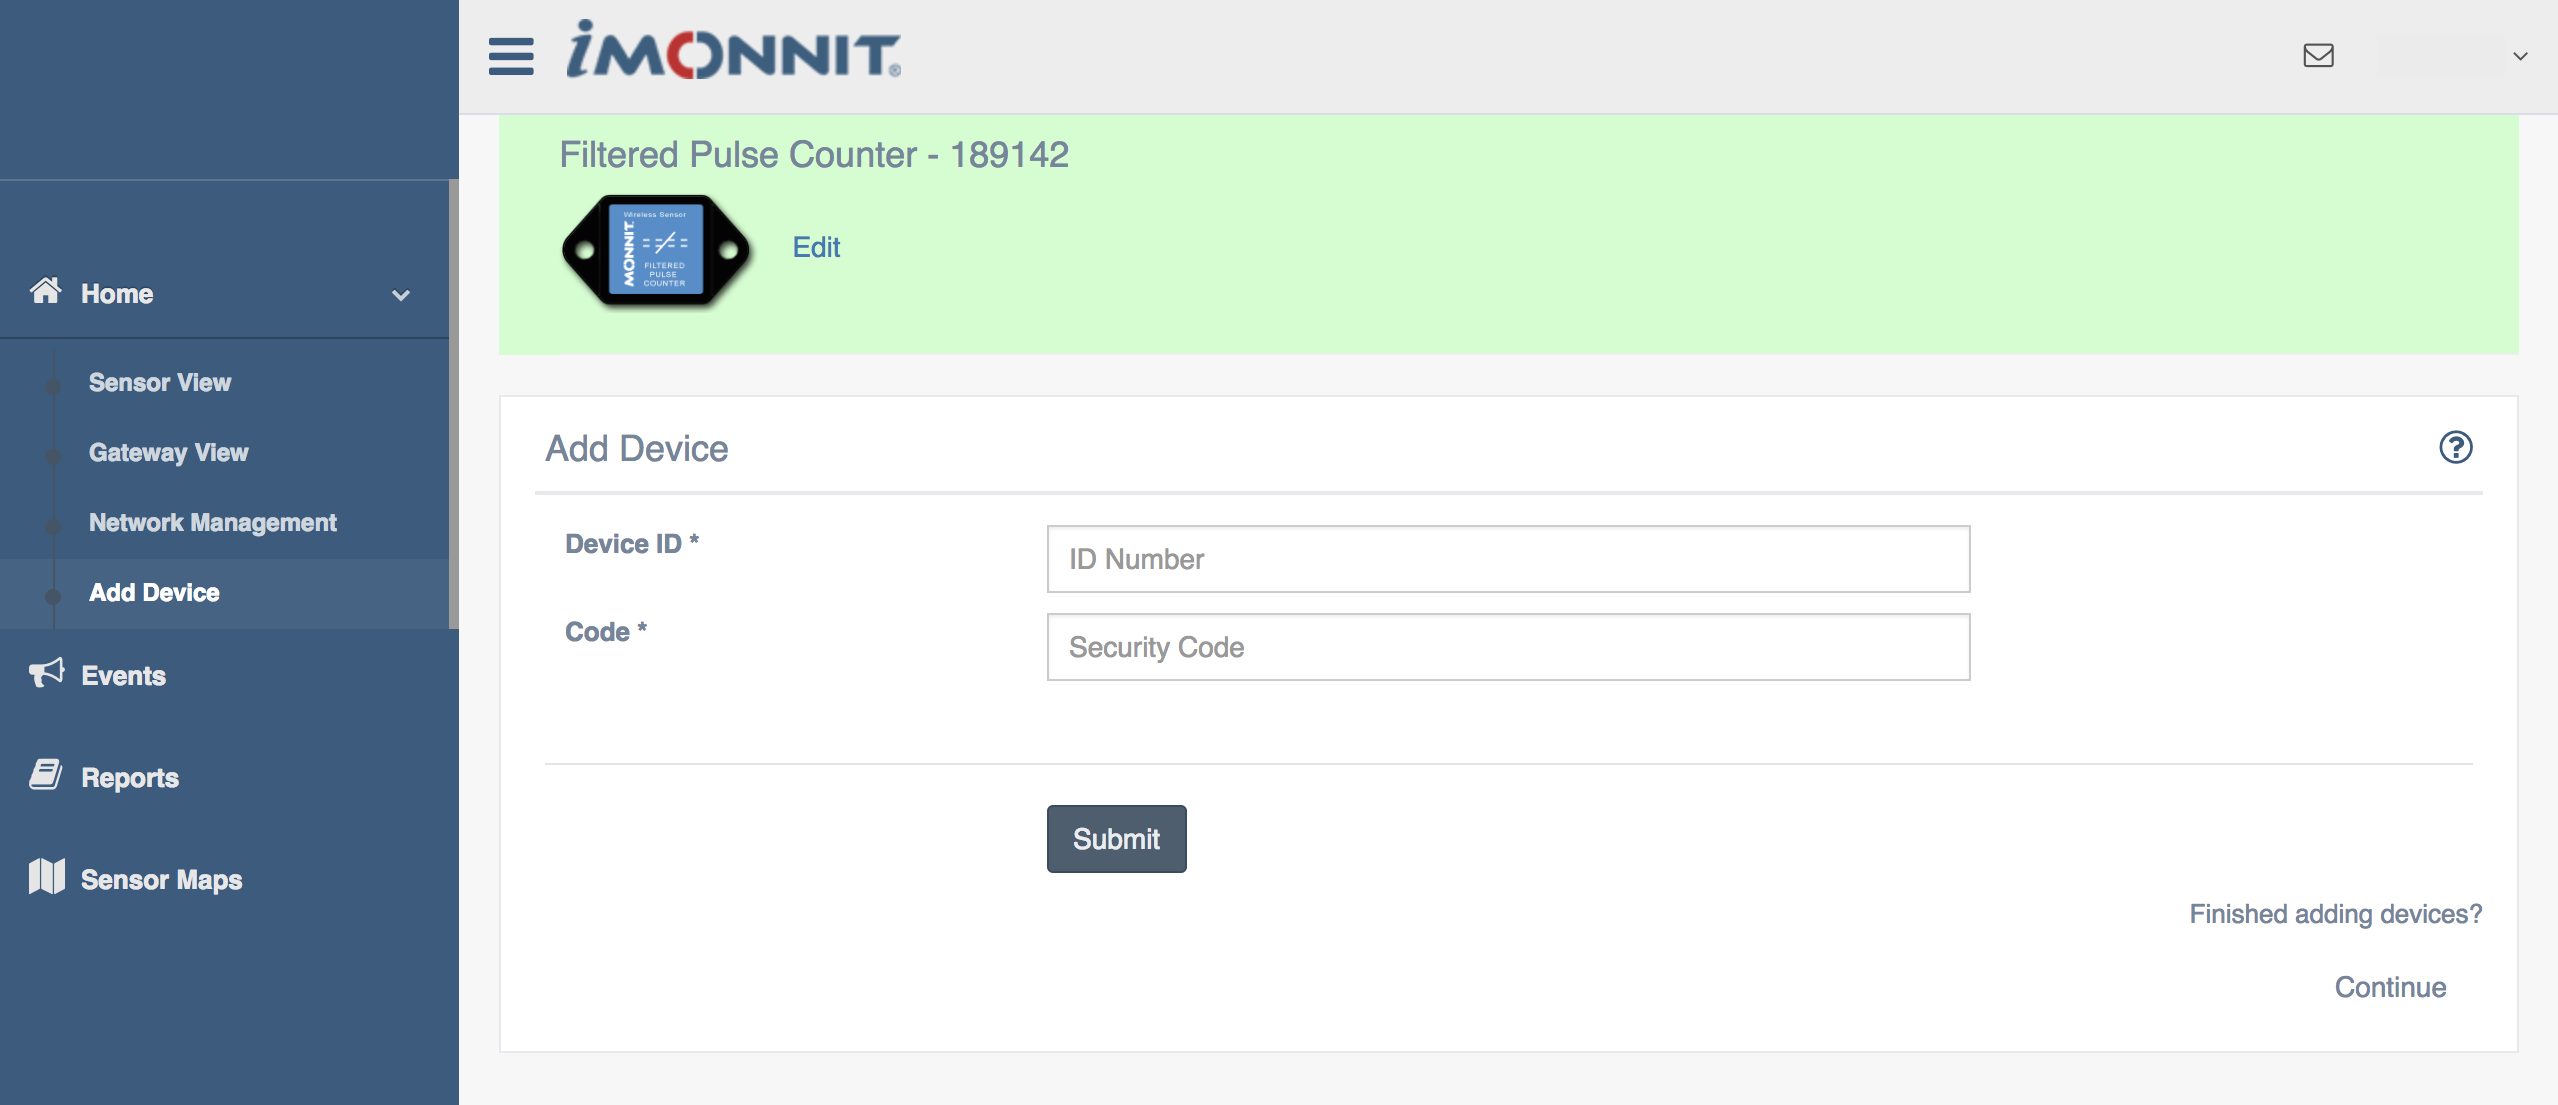 iMONNIT®
Filtered Pulse Counter - 189142
Wireless Sensor
MONNIT
FILTERED
PULSE
COUNTER
Edit
Home
Sensor View
Gateway View
Network Management
Add Device
Events
Reports
Sensor Maps
Add Device
Device ID *
ID Number
Code *
Security Code
Submit
Finished adding devices?
Continue